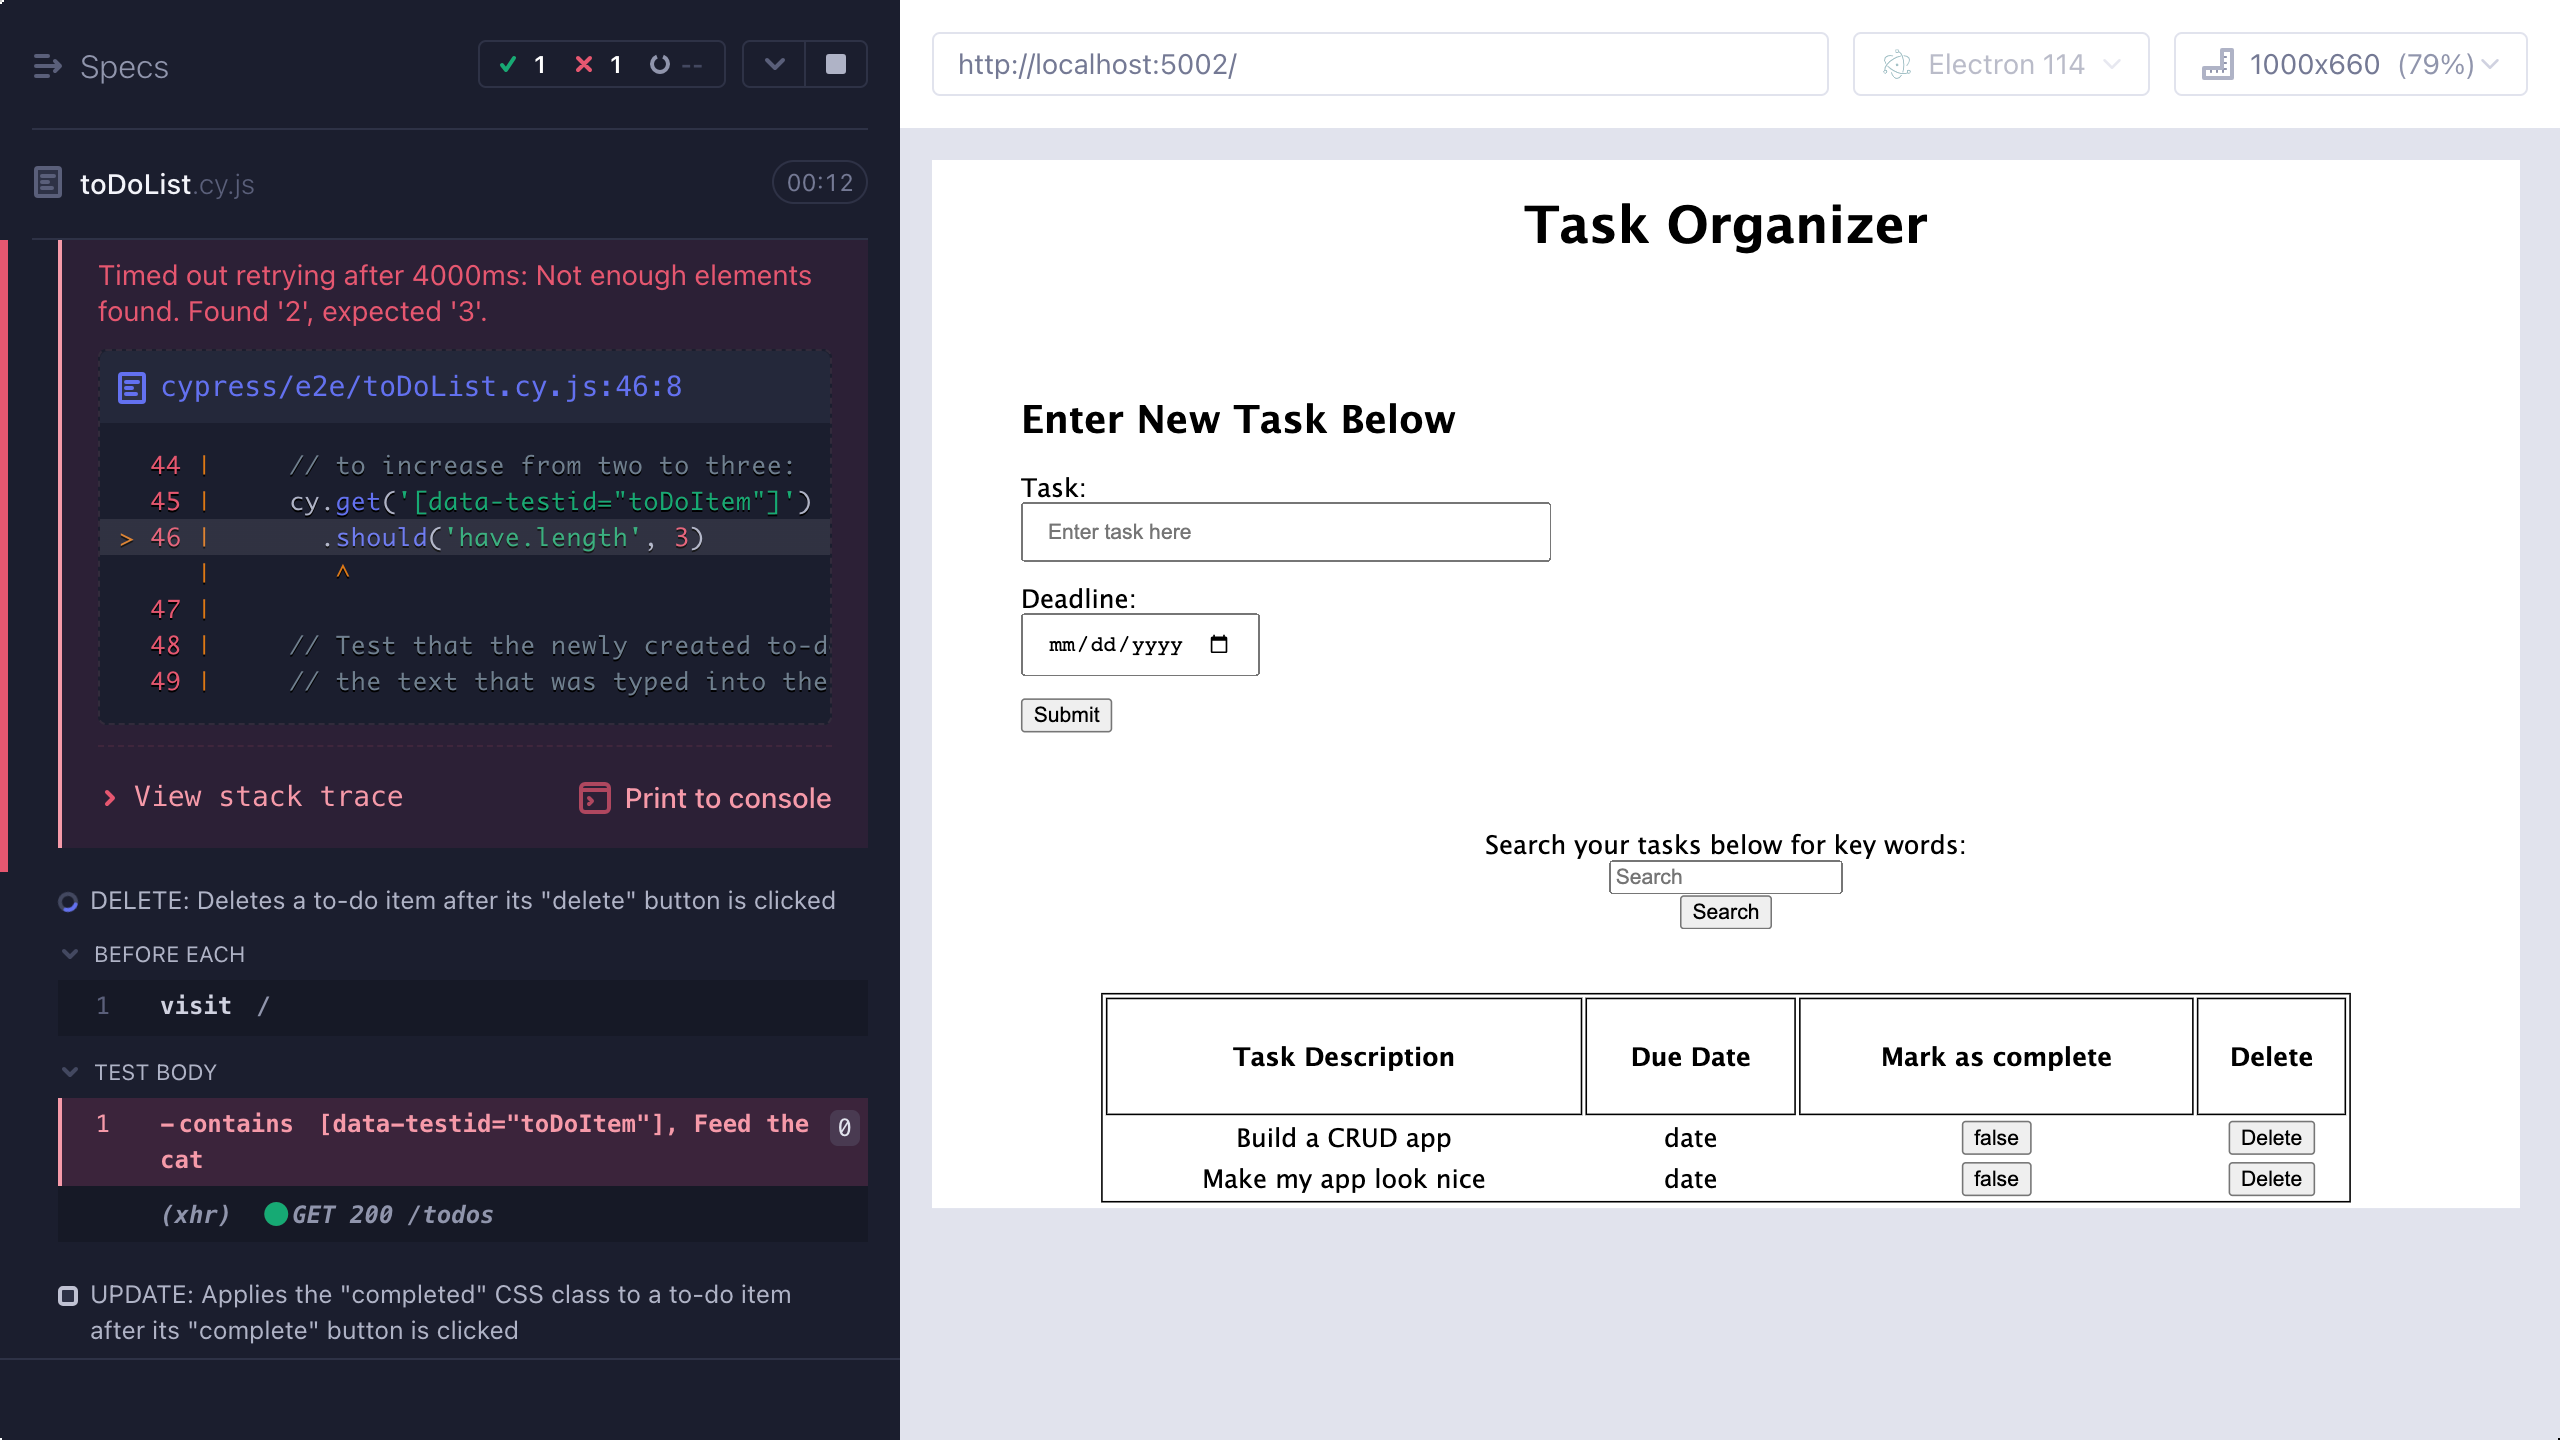 Specs
1 1 --
toDoList.cy.js 00:12
Timed out retrying after 4000ms: Not enough elements
found. Found '2', expected '3'.
cypress/e2e/toDoList.cy.js:46:8
44 | // to increase from two to three:
45 | cy.get('[data-testid="toDoItem"]')
> 46 | .should('have.length', 3)
| ^
47 |
48 | // Test that the newly created to-d
49 | // the text that was typed into the
View stack trace Print to console
DELETE: Deletes a to-do item after its "delete" button is clicked
BEFORE EACH
1 visit /
TEST BODY
1 -contains [data-testid="toDoItem"], Feed the 0
cat
(xhr) GET 200 /todos
UPDATE: Applies the "completed" CSS class to a to-do item
after its "complete" button is clicked
http://localhost:5002/ Electron 114 1000x660 (79%)
Task Organizer
Enter New Task Below
Task:
Enter task here
Deadline:
mm/dd/yyyy
Submit
Search your tasks below for key words:
Search
Search
Task Description Due Date Mark as complete Delete
Build a CRUD app date false Delete
Make my app look nice date false Delete